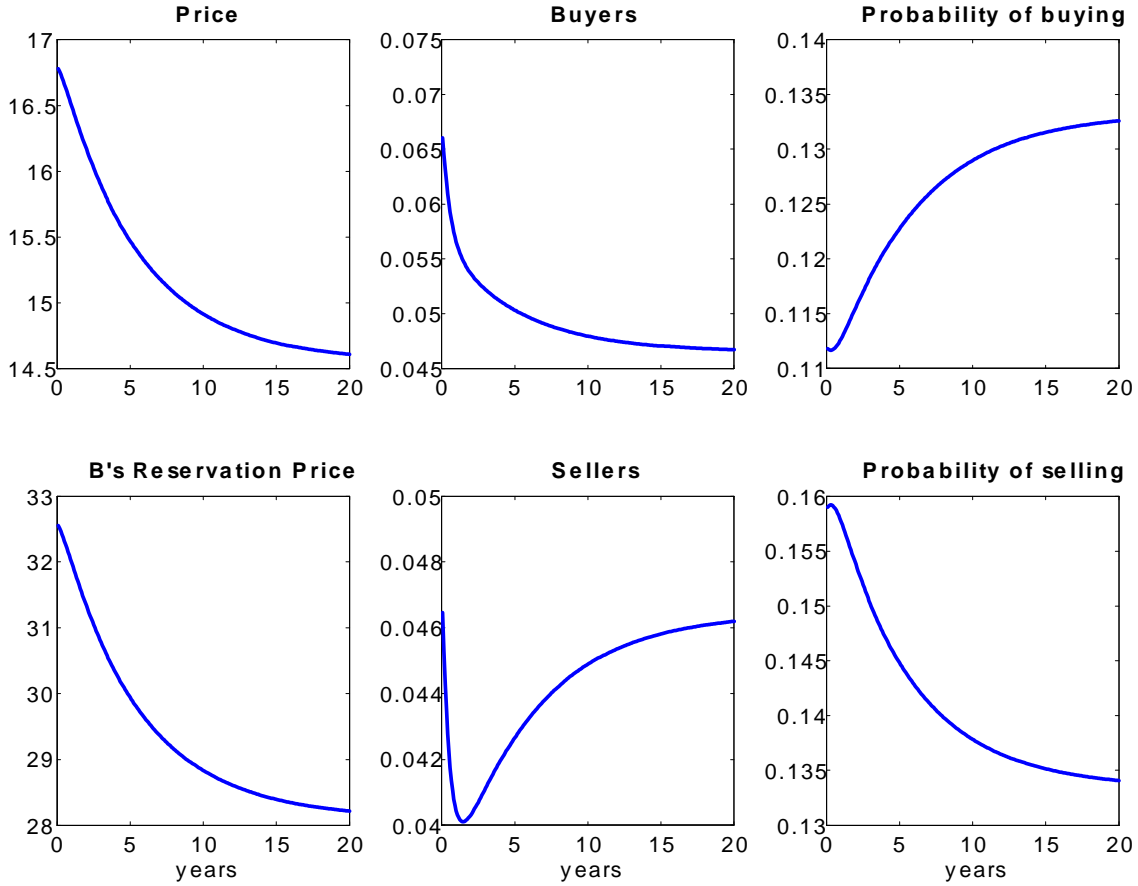 Price
17
16.5
16
15.5
15
14.5
0 5 10 15 20
Buyers
0.075
0.07
0.065
0.06
0.055
0.05
0.045
0 5 10 15 20
Probability of buying
0.14
0.135
0.13
0.125
0.12
0.115
0.11
0 5 10 15 20
B's Reservation Price
33
32
31
30
29
28
0 5 10 15 20
years
Sellers
0.05
0.048
0.046
0.044
0.042
0.04
0 5 10 15 20
years
Probability of selling
0.16
0.155
0.15
0.145
0.14
0.135
0.13
0 5 10 15 20
years